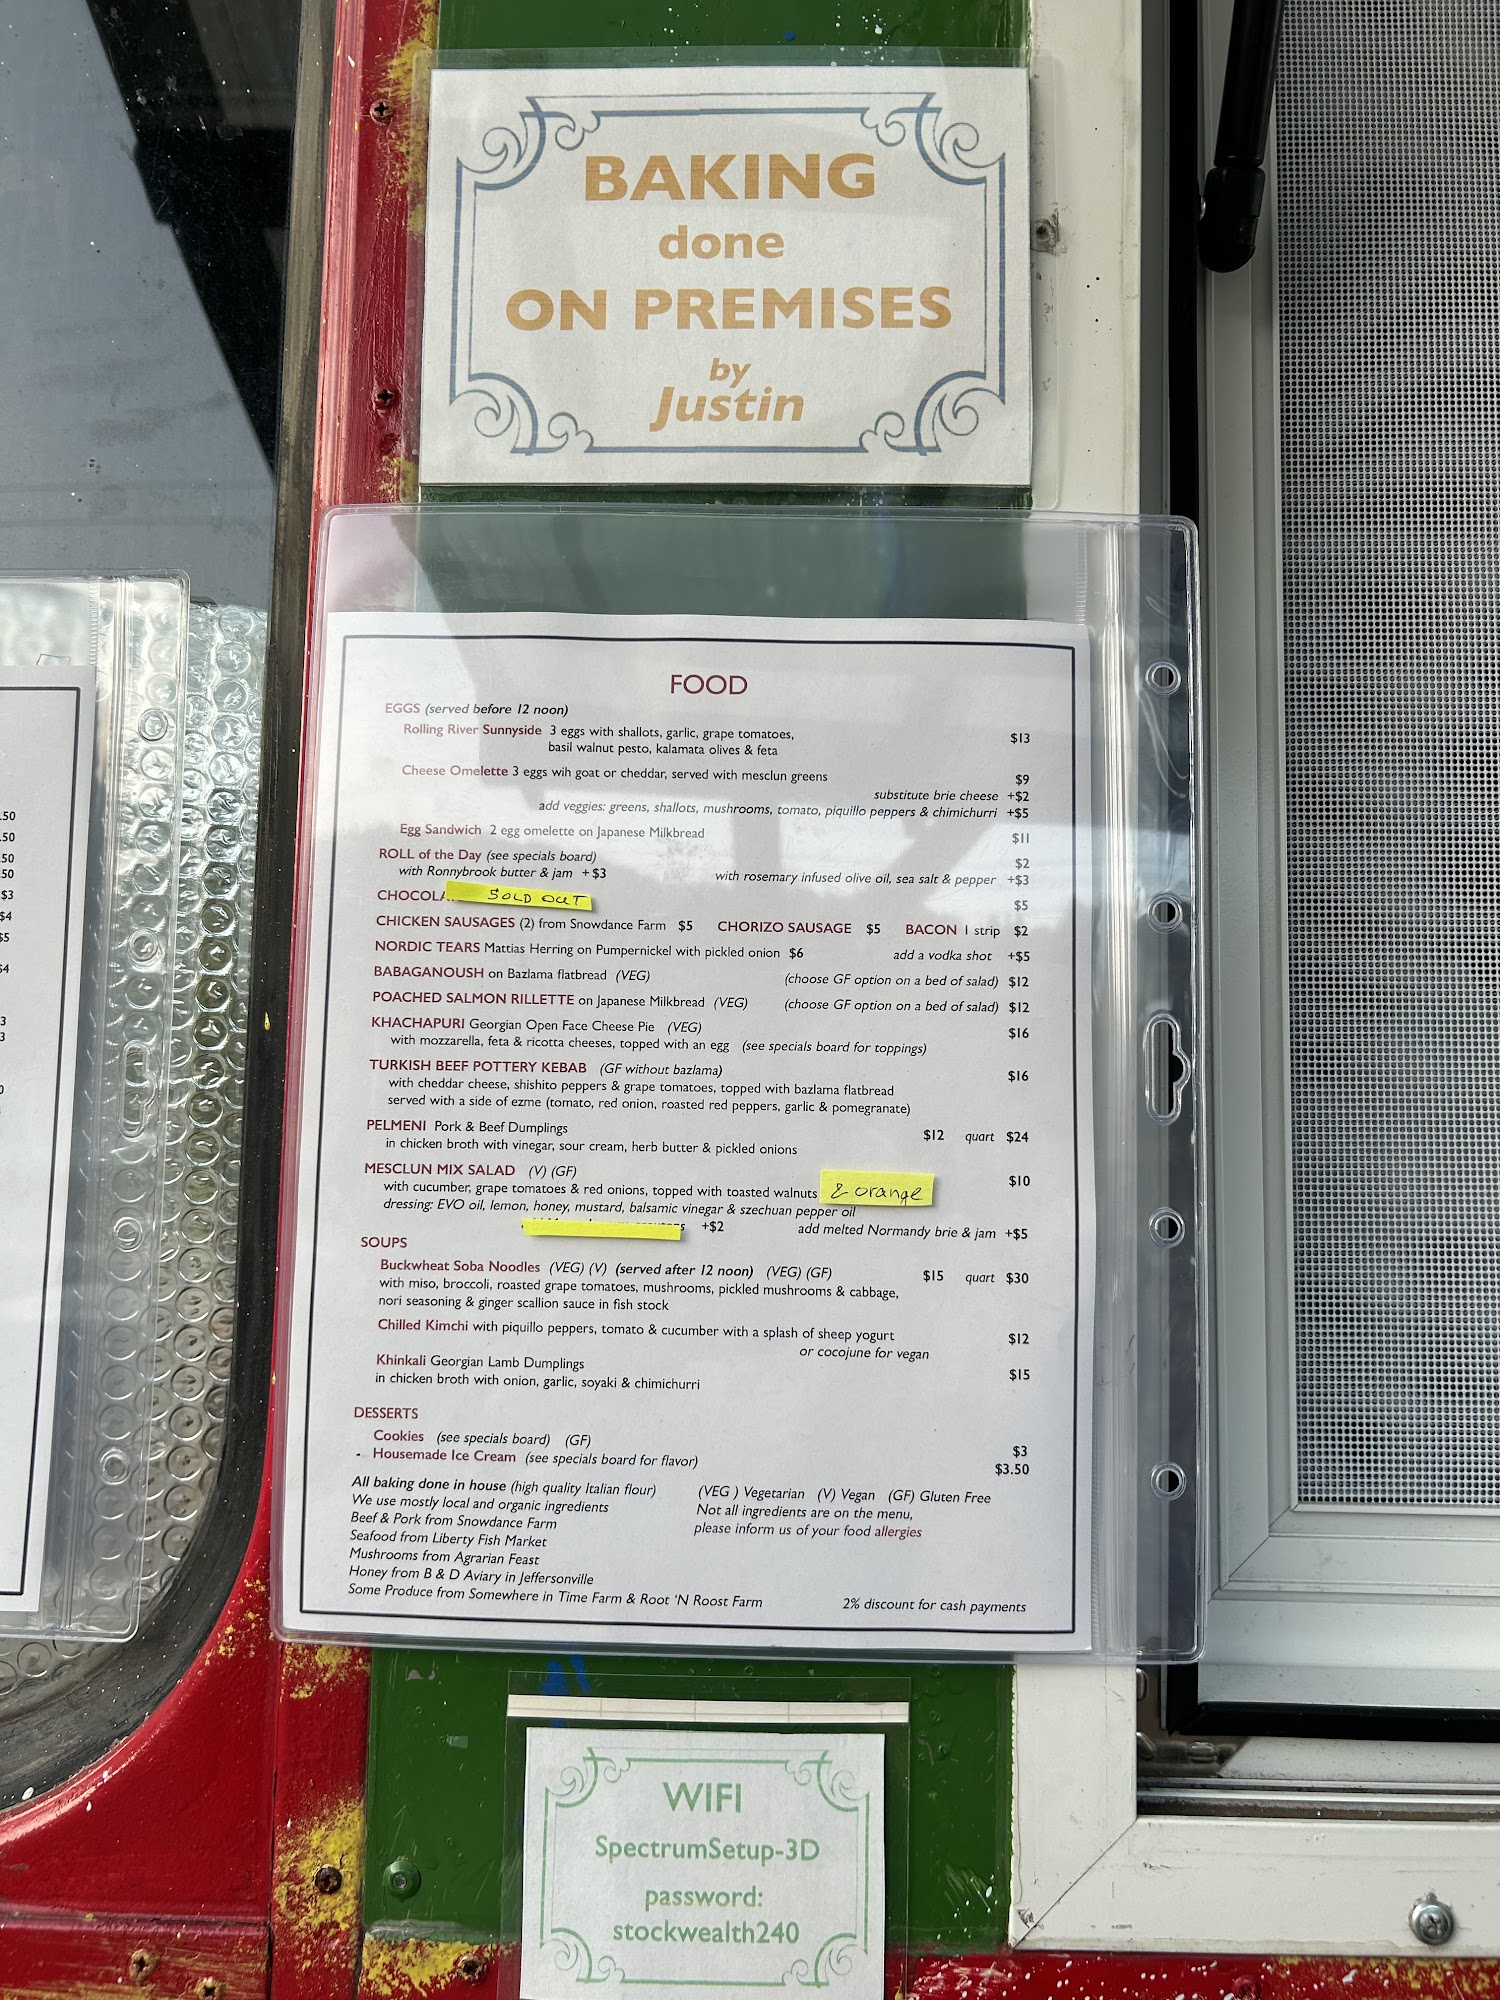 BAKING
done
ON PREMISES
by
Justin
.50
.50
.50
.50
$3
$4
$5
$4
3
3
0
FOOD
EGGS (served before 12 noon)
Rolling River Sunnyside 3 eggs with shallots, garlic, grape tomatoes,
basil walnut pesto, kalamata olives & feta $13
Cheese Omelette 3 eggs wih goat or cheddar, served with mesclun greens $9
substitute brie cheese +$2
add veggies: greens, shallots, mushrooms, tomato, piquillo peppers & chimichurri +$5
Egg Sandwich 2 egg omelette on Japanese Milkbread $11
ROLL of the Day (see specials board) $2
with Ronnybrook butter & jam +$3 with rosemary infused olive oil, sea salt & pepper +$3
CHOCOLA SOLD OUT $5
CHICKEN SAUSAGES (2) from Snowdance Farm $5 CHORIZO SAUSAGE $5 BACON 1 strip $2
NORDIC TEARS Mattias Herring on Pumpernickel with pickled onion $6 add a vodka shot +$5
BABAGANOUSH on Bazlama flatbread (VEG) (choose GF option on a bed of salad) $12
POACHED SALMON RILLETTE on Japanese Milkbread (VEG) (choose GF option on a bed of salad) $12
KHACHAPURI Georgian Open Face Cheese Pie (VEG) $16
with mozzarella, feta & ricotta cheeses, topped with an egg (see specials board for toppings)
TURKISH BEEF POTTERY KEBAB (GF without bazlama) $16
with cheddar cheese, shishito peppers & grape tomatoes, topped with bazlama flatbread
served with a side of ezme (tomato, red onion, roasted red peppers, garlic & pomegranate)
PELMENI Pork & Beef Dumplings $12 quart $24
in chicken broth with vinegar, sour cream, herb butter & pickled onions
MESCLUN MIX SALAD (V) (GF) $10
with cucumber, grape tomatoes & red onions, topped with toasted walnuts & orange
dressing: EVO oil, lemon, honey, mustard, balsamic vinegar & szechuan pepper oil
+$2 add melted Normandy brie & jam +$5
SOUPS
Buckwheat Soba Noodles (VEG) (V) (served after 12 noon) (VEG) (GF) $15 quart $30
with miso, broccoli, roasted grape tomatoes, mushrooms, pickled mushrooms & cabbage,
nori seasoning & ginger scallion sauce in fish stock
Chilled Kimchi with piquillo peppers, tomato & cucumber with a splash of sheep yogurt $12
or cocojune for vegan
Khinkali Georgian Lamb Dumplings $15
in chicken broth with onion, garlic, soyaki & chimichurri
DESSERTS
Cookies (see specials board) (GF) $3
- Housemade Ice Cream (see specials board for flavor) $3.50
All baking done in house (high quality Italian flour)
We use mostly local and organic ingredients
Beef & Pork from Snowdance Farm
Seafood from Liberty Fish Market
Mushrooms from Agrarian Feast
Honey from B & D Aviary in Jeffersonville
Some Produce from Somewhere in Time Farm & Root 'N Roost Farm
(VEG ) Vegetarian (V) Vegan (GF) Gluten Free
Not all ingredients are on the menu,
please inform us of your food allergies
2% discount for cash payments
WIFI
SpectrumSetup-3D
password:
stockwealth240